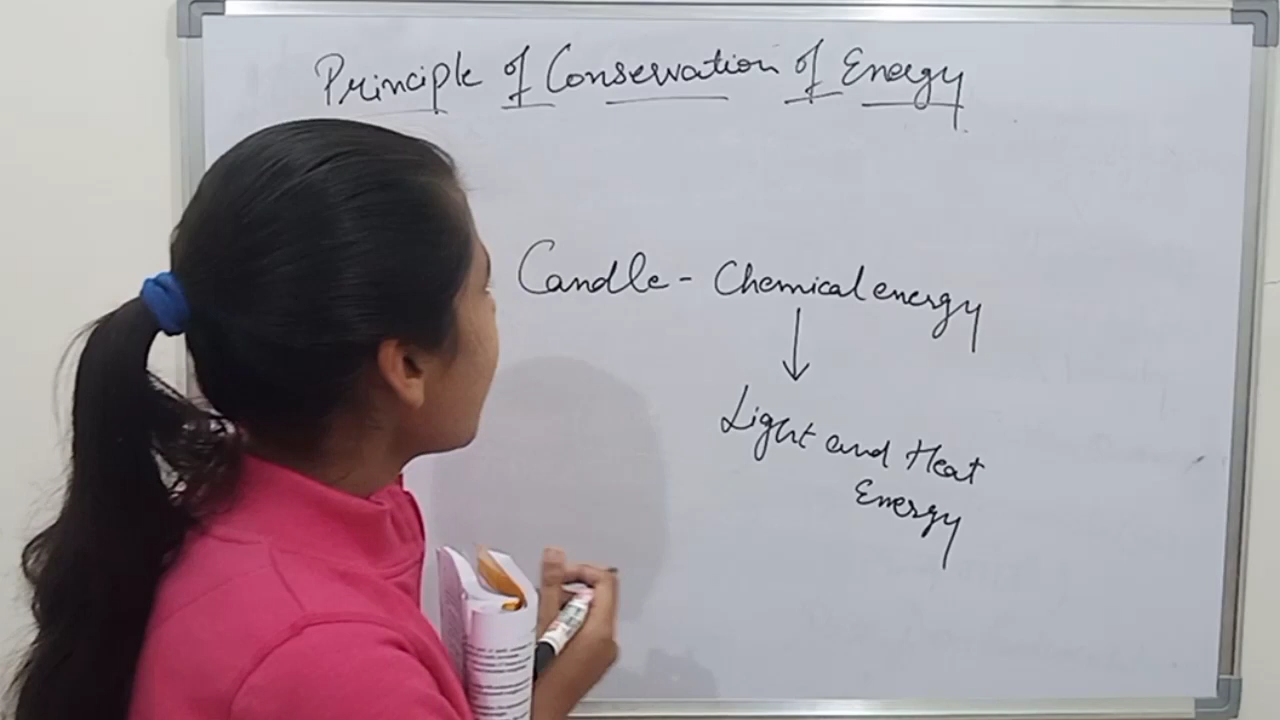 Principle of Conservation of Energy
Candle - Chemical energy
↓
Light and Heat
Energy